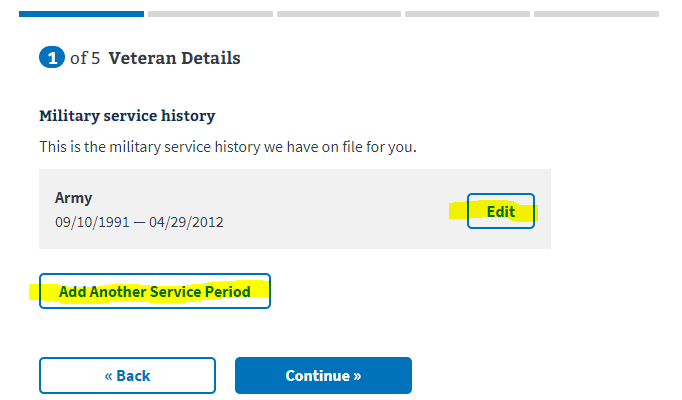 1 of 5 Veteran Details
Military service history
This is the military service history we have on file for you.
Army
09/10/1991 — 04/29/2012
Edit
Add Another Service Period
« Back
Continue »